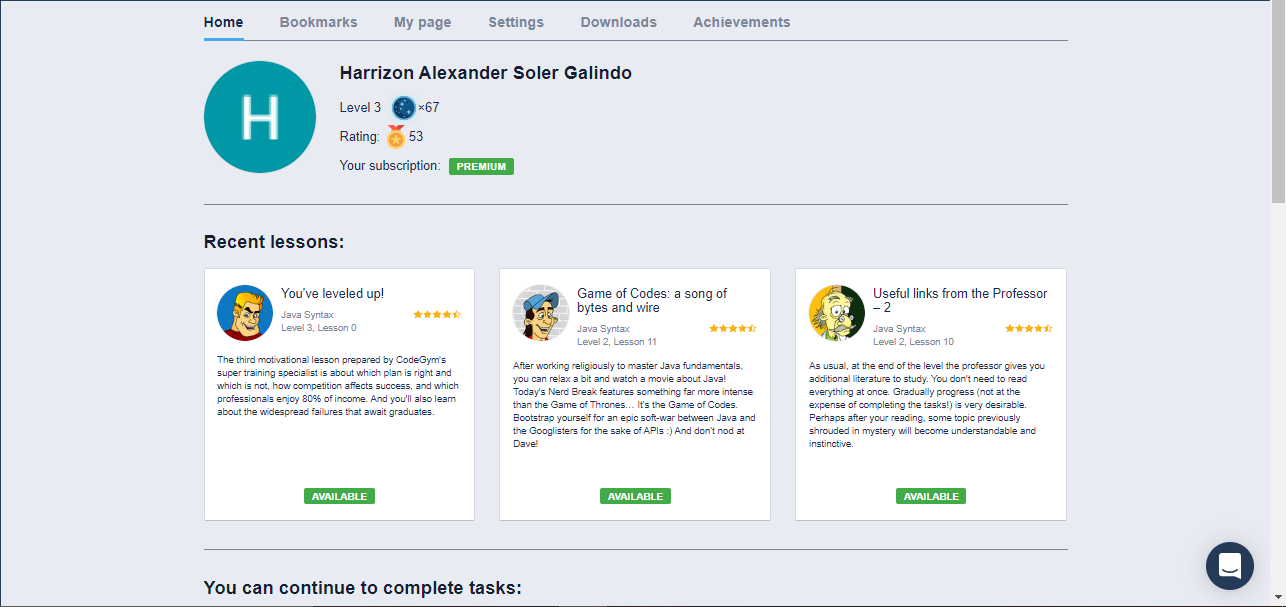 Home Bookmarks My page Settings Downloads Achievements
H
Harrizon Alexander Soler Galindo
Level 3 ×67
Rating: 53
Your subscription: PREMIUM
Recent lessons:
You've leveled up!
Java Syntax
Level 3, Lesson 0
The third motivational lesson prepared by CodeGym's
super training specialist is about which plan is right and
which is not, how competition affects success, and which
professionals enjoy 80% of income. And you'll also learn
about the widespread failures that await graduates.
AVAILABLE
Game of Codes: a song of
bytes and wire
Java Syntax
Level 2, Lesson 11
After working religiously to master Java fundamentals,
you can relax a bit and watch a movie about Java!
Today's Nerd Break features something far more intense
than the Game of Thrones... It's the Game of Codes.
Bootstrap yourself for an epic soft-war between Java and
the Googlisters for the sake of APIs :) And don't nod at
Dave!
AVAILABLE
Useful links from the Professor
– 2
Java Syntax
Level 2, Lesson 10
As usual, at the end of the level the professor gives you
additional literature to study. You don't need to read
everything at once. Gradually progress (not at the
expense of completing the tasks!) is very desirable.
Perhaps after your reading, some topic previously
shrouded in mystery will become understandable and
instinctive.
AVAILABLE
You can continue to complete tasks: